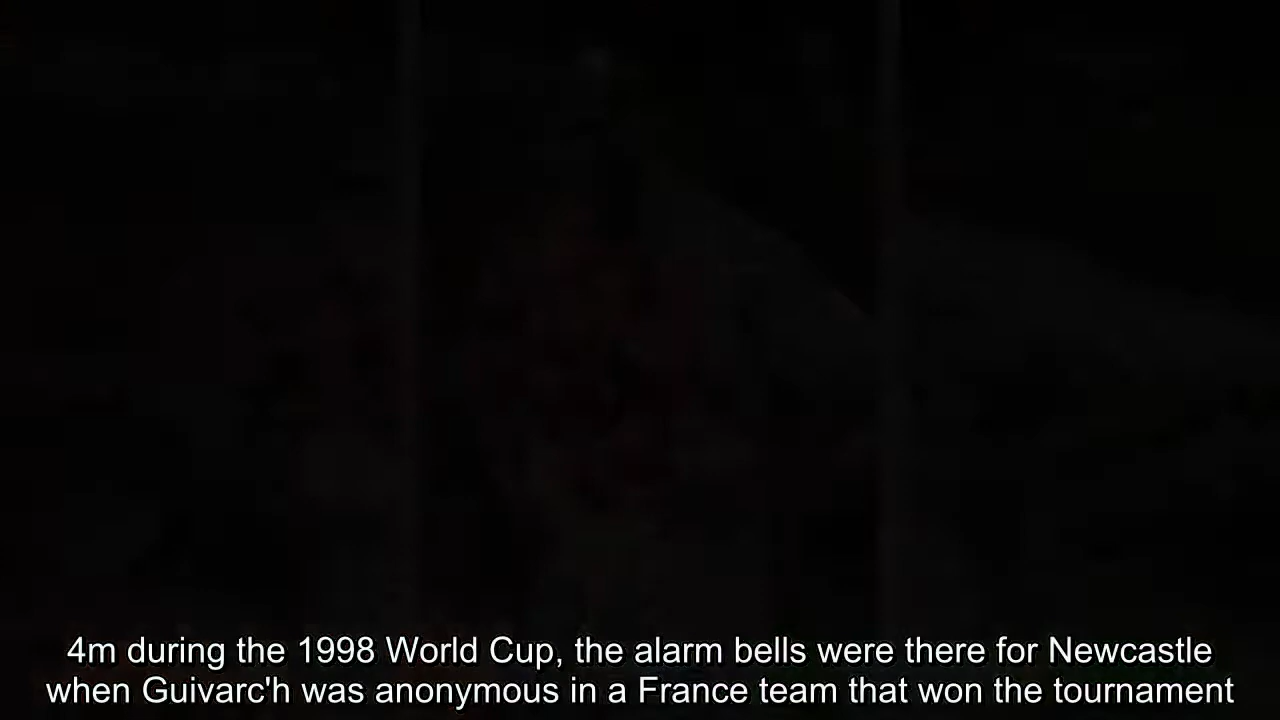 4m during the 1998 World Cup, the alarm bells were there for Newcastle
when Guivarc'h was anonymous in a France team that won the tournament